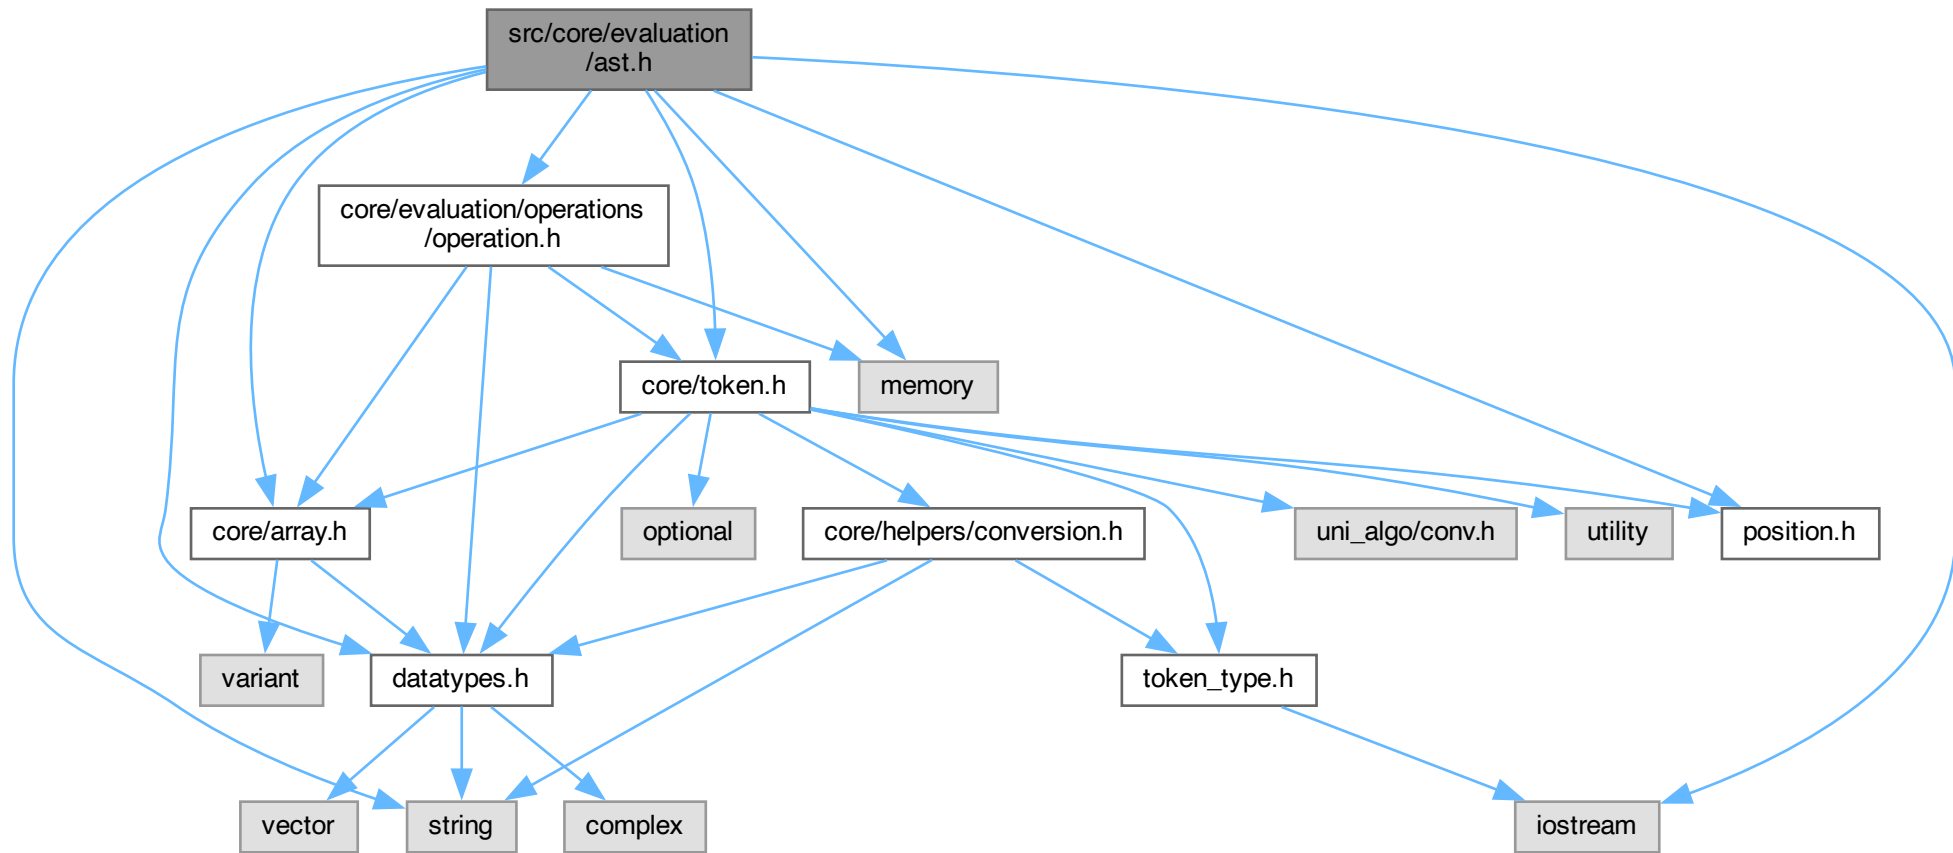 src/core/evaluation
/ast.h
core/evaluation/operations
/operation.h
core/token.h
memory
core/array.h
optional
core/helpers/conversion.h
uni_algo/conv.h
utility
position.h
variant
datatypes.h
token_type.h
vector
string
complex
iostream